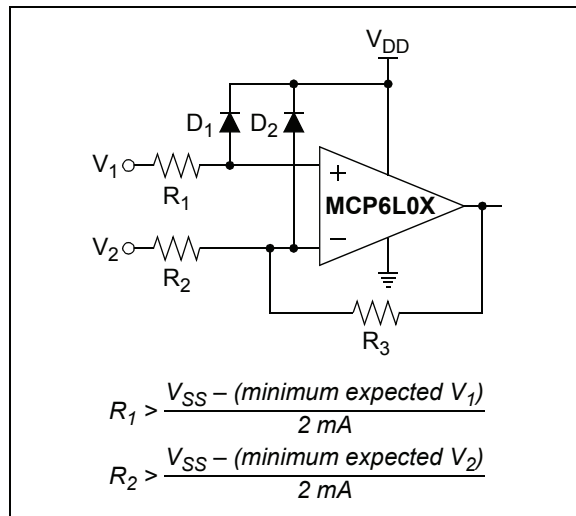 V_DD
D_1 D_2
V_1
R_1
+
MCP6L0X
V_2
R_2
–
R_3
R_1 > V_SS – (minimum expected V_1) / 2 mA
R_2 > V_SS – (minimum expected V_2) / 2 mA